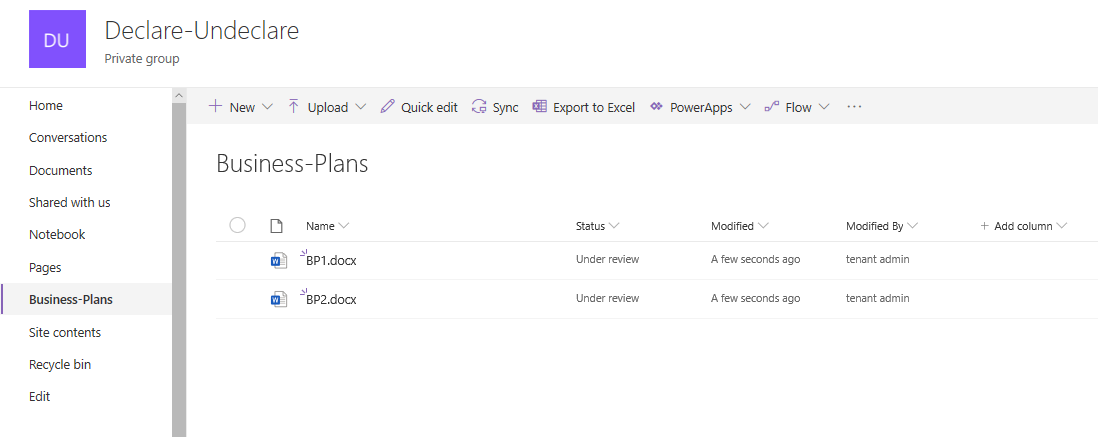 DU
Declare-Undeclare
Private group
Home
Conversations
Documents
Shared with us
Notebook
Pages
Business-Plans
Site contents
Recycle bin
Edit
+ New Upload Quick edit Sync Export to Excel PowerApps Flow ...
Business-Plans
Name Status Modified Modified By + Add column
BP1.docx Under review A few seconds ago tenant admin
BP2.docx Under review A few seconds ago tenant admin